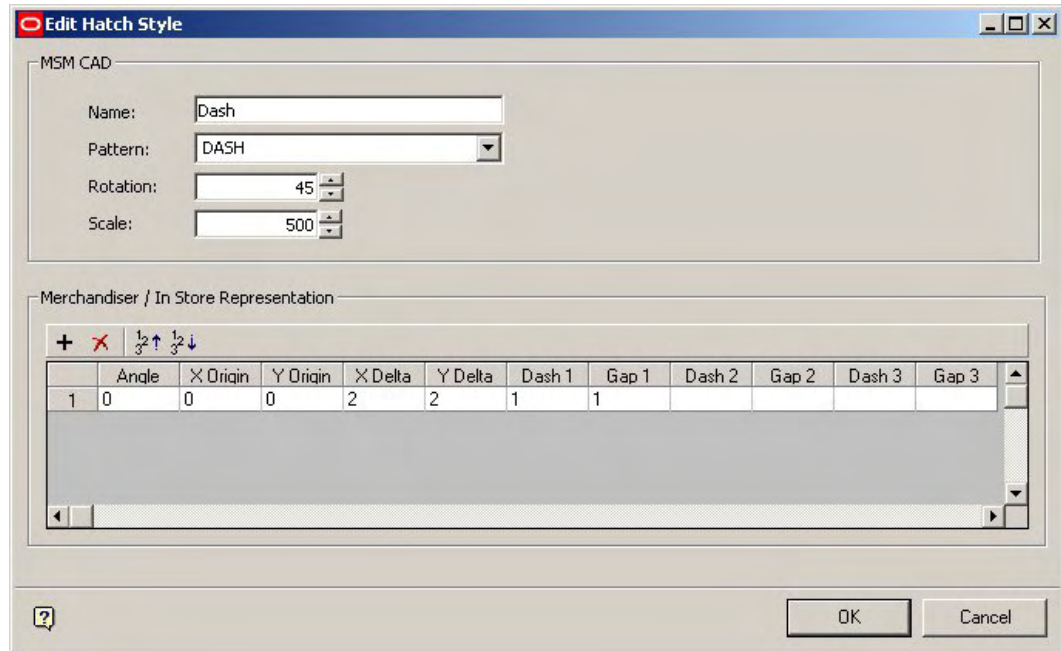 Edit Hatch Style
MSM CAD
Name: Dash
Pattern: DASH
Rotation: 45
Scale: 500
Merchandiser / In Store Representation
Angle X Origin Y Origin X Delta Y Delta Dash 1 Gap 1 Dash 2 Gap 2 Dash 3 Gap 3
1 0 0 0 2 2 1 1
OK Cancel